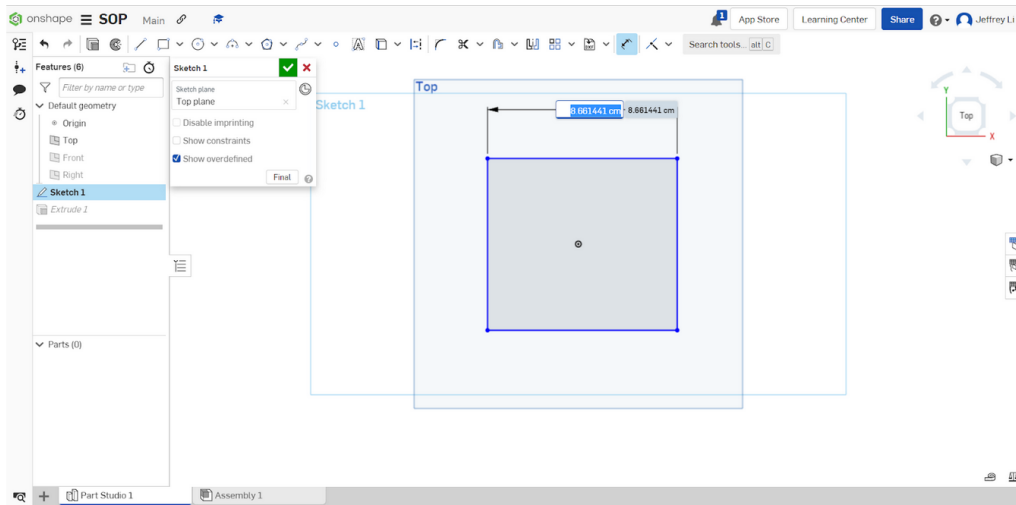 onshape SOP Main
App Store Learning Center Share Jeffrey Li
1
Search tools... alt C
Features (6)
Filter by name or type
Default geometry
Origin
Top
Front
Right
Sketch 1
Extrude 1
Parts (0)
Sketch 1
Sketch plane
Top plane
Disable imprinting
Show constraints
Show overdefined
Final
Top
Sketch 1
8.661441 cm 8.661441 cm
Y
Top
X
Part Studio 1 Assembly 1